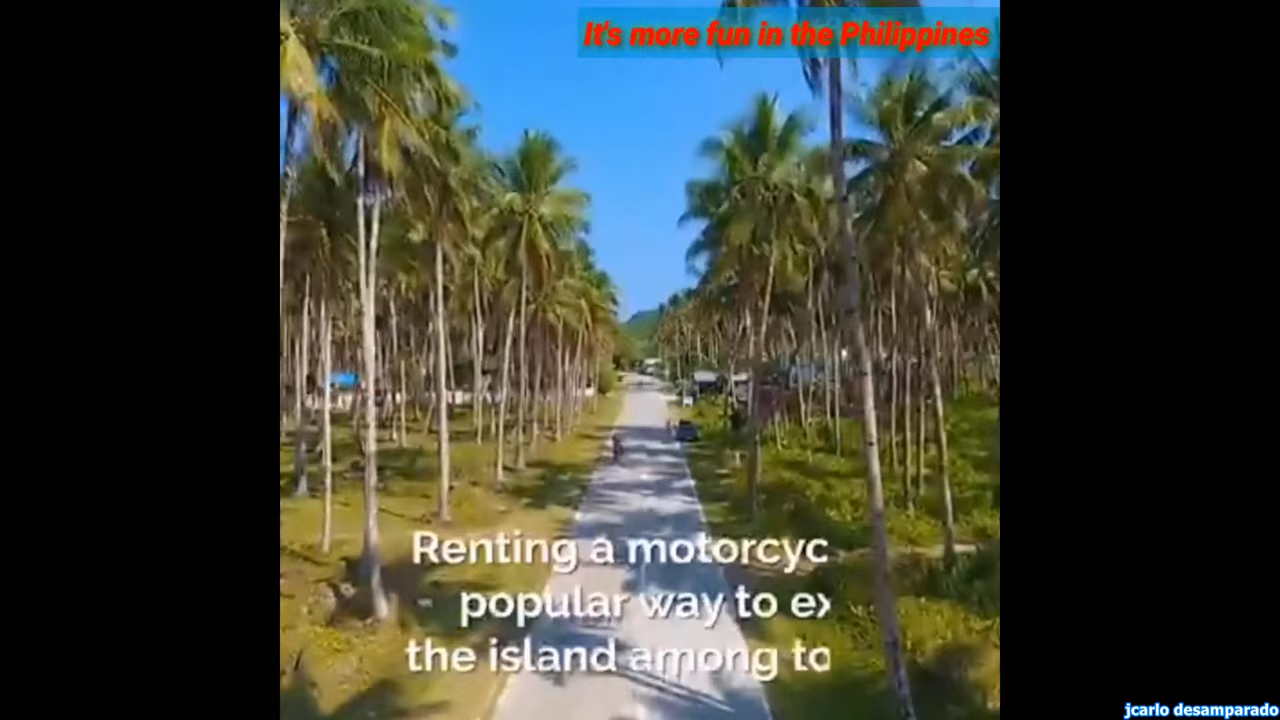 It's more fun in the Philippines
Renting a motorcyc
popular way to ex
the island among to
jcarlo desamparado